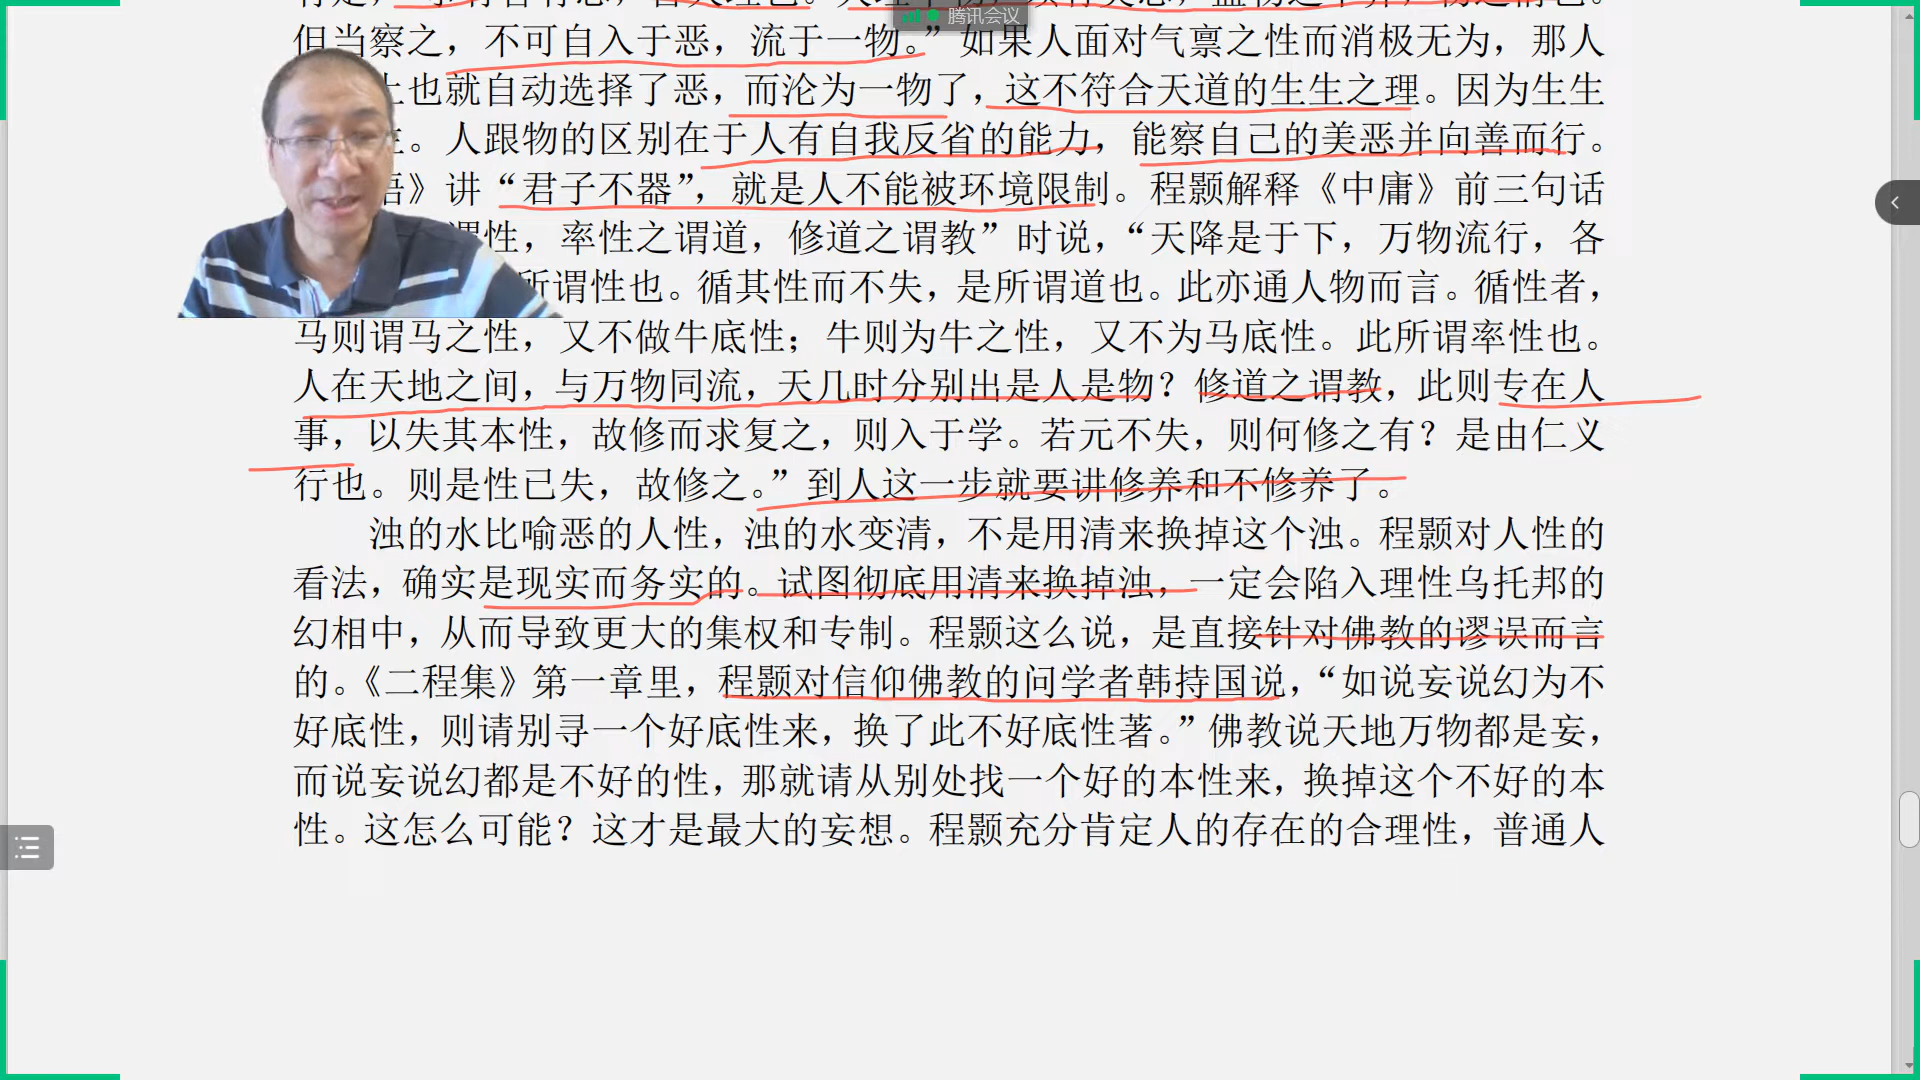 腾讯会议
但当察之，不可自入于恶，流于一物。”如果人面对气禀之性而消极无为，那人
上也就自动选择了恶，而沦为一物了，这不符合天道的生生之理。因为生生
。人跟物的区别在于人有自我反省的能力，能察自己的美恶并向善而行。
语》讲“君子不器”，就是人不能被环境限制。程颢解释《中庸》前三句话
谓性，率性之谓道，修道之谓教”时说，“天降是于下，万物流行，各
所谓性也。循其性而不失，是所谓道也。此亦通人物而言。循性者，
马则谓马之性，又不做牛底性；牛则为牛之性，又不为马底性。此所谓率性也。
人在天地之间，与万物同流，天几时分别出是人是物？修道之谓教，此则专在人
事，以失其本性，故修而求复之，则入于学。若元不失，则何修之有？是由仁义
行也。则是性已失，故修之。”到人这一步就要讲修养和不修养了。
浊的水比喻恶的人性，浊的水变清，不是用清来换掉这个浊。程颢对人性的
看法，确实是现实而务实的。试图彻底用清来换掉浊，一定会陷入理性乌托邦的
幻相中，从而导致更大的集权和专制。程颢这么说，是直接针对佛教的谬误而言
的。《二程集》第一章里，程颢对信仰佛教的问学者韩持国说，“如说妄说幻为不
好底性，则请别寻一个好底性来，换了此不好底性著。”佛教说天地万物都是妄，
而说妄说幻都是不好的性，那就请从别处找一个好的本性来，换掉这个不好的本
性。这怎么可能？这才是最大的妄想。程颢充分肯定人的存在的合理性，普通人